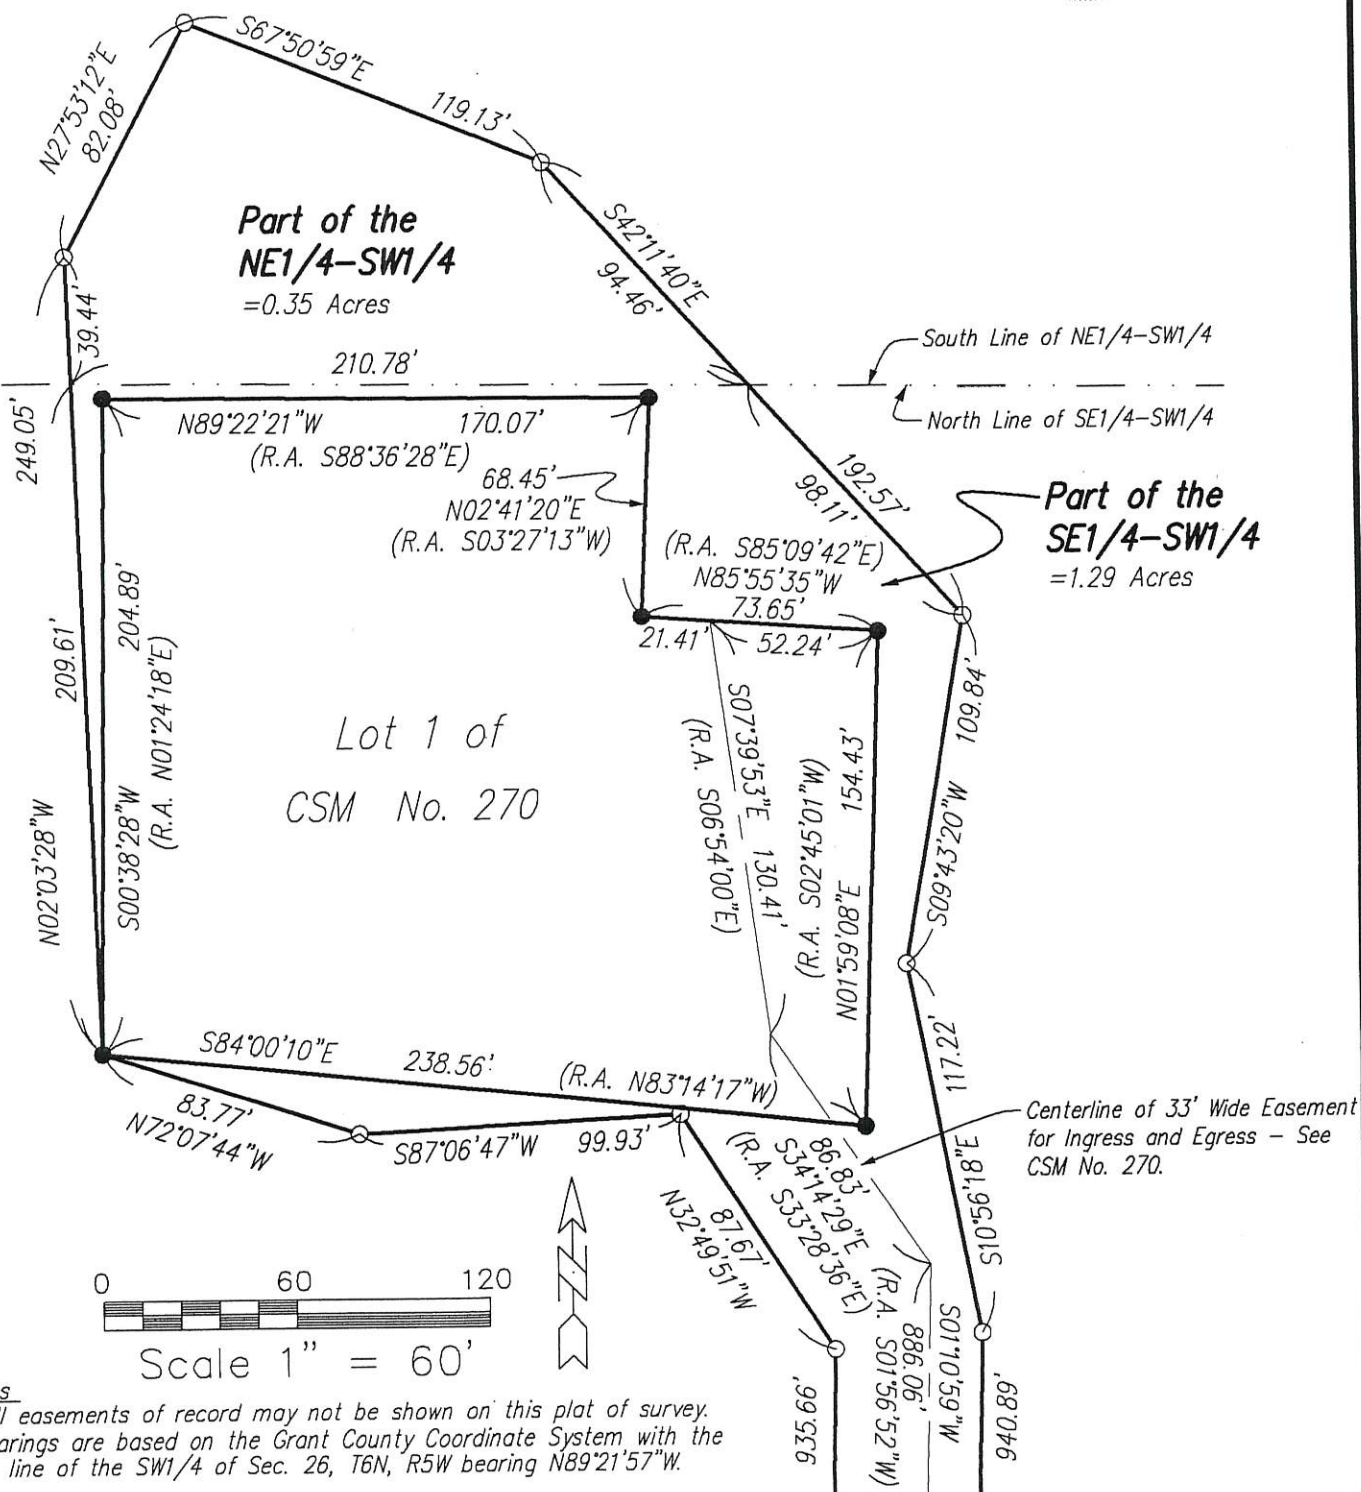 S67°50'59"E
119.13'
N27°53'12"E
82.08'
Part of the
NE1/4-SW1/4
=0.35 Acres
S42°11'40"E
94.46'
39.44'
210.78'
South Line of NE1/4-SW1/4
North Line of SE1/4-SW1/4
249.05'
N89°22'21"W
170.07'
(R.A. S88°36'28"E)
68.45'
N02°41'20"E
(R.A. S03°27'13"W)
192.57'
98.11'
Part of the
SE1/4-SW1/4
=1.29 Acres
(R.A. S85°09'42"E)
N85°55'35"W
73.65'
21.41'
52.24'
209.61'
204.89'
(R.A. N01°24'18"E)
S00°38'28"W
N02°03'28"W
Lot 1 of
CSM No. 270
S07°39'53"E 130.41'
(R.A. S06°54'00"E)
(R.A. S02°45'01"W)
N01°59'08"E 154.43'
109.84'
S09°43'20"W
S84°00'10"E
238.56'
(R.A. N83°14'17"W)
83.77'
N72°07'44"W
S87°06'47"W
99.93'
117.22'
S10°56'18"E
Centerline of 33' Wide Easement
for Ingress and Egress – See
CSM No. 270.
86.83'
S34°14'29"E
(R.A. S33°28'36"E)
87.67'
N32°49'51"W
S01°10'59"W
886.06'
(R.A. S01°56'52"W)
935.66'
940.89'
N
0 60 120
Scale 1" = 60'
s
easements of record may not be shown on this plat of survey.
arings are based on the Grant County Coordinate System with the
line of the SW1/4 of Sec. 26, T6N, R5W bearing N89°21'57"W.